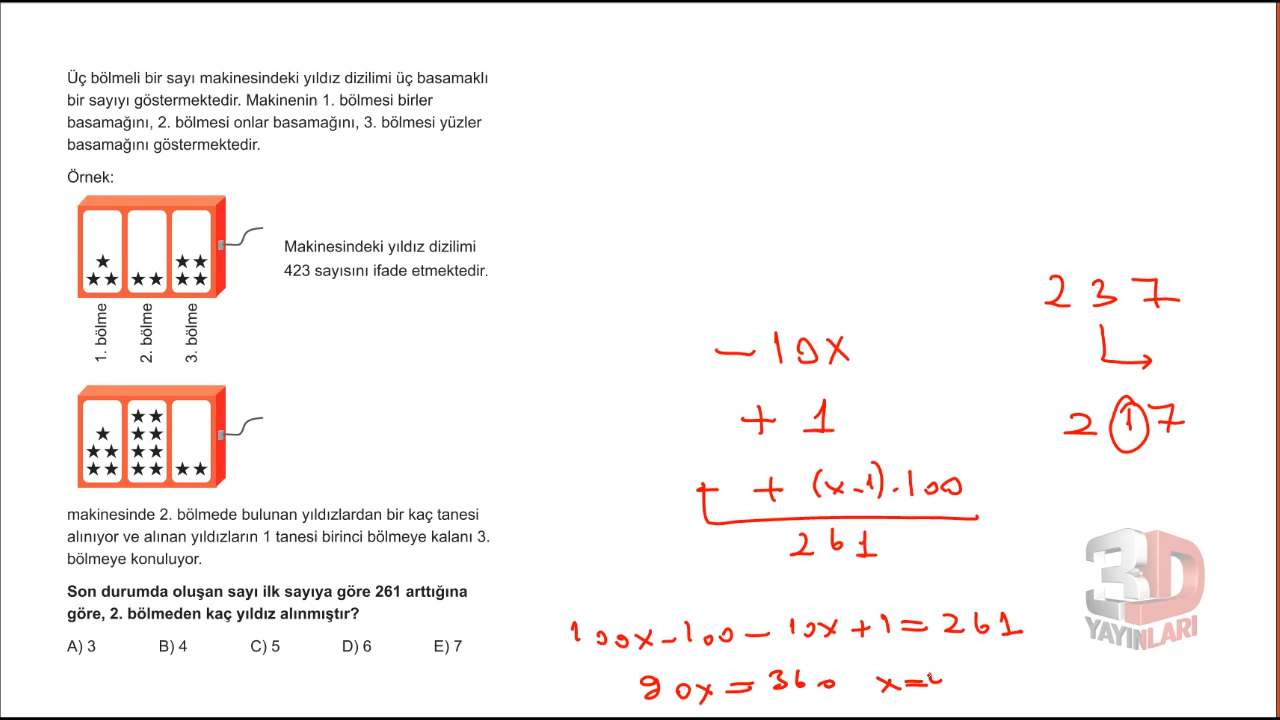 Üç bölmeli bir sayı makinesindeki yıldız dizilimi üç basamaklı
bir sayıyı göstermektedir. Makinenin 1. bölmesi birler
basamağını, 2. bölmesi onlar basamağını, 3. bölmesi yüzler
basamağını göstermektedir.
Örnek:
Makinesindeki yıldız dizilimi
423 sayısını ifade etmektedir.
1. bölme
2. bölme
3. bölme
makinesinde 2. bölmede bulunan yıldızlardan bir kaç tanesi
alınıyor ve alınan yıldızların 1 tanesi birinci bölmeye kalanı 3.
bölmeye konuluyor.
Son durumda oluşan sayı ilk sayıya göre 261 arttığına
göre, 2. bölmeden kaç yıldız alınmıştır?
A) 3 B) 4 C) 5 D) 6 E) 7
- 10x
+ 1
+ + (x-1).100
261
100x-100-10x+1=261
90x=360 x=
237
217
3D
YAYINLARI